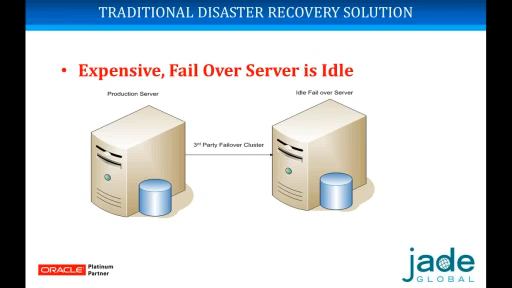 TRADITIONAL DISASTER RECOVERY SOLUTION
• Expensive, Fail Over Server is Idle
Production Server
Idle Fail over Server
3rd Party Failover Cluster
ORACLE Platinum
Partner
jade
GLOBAL